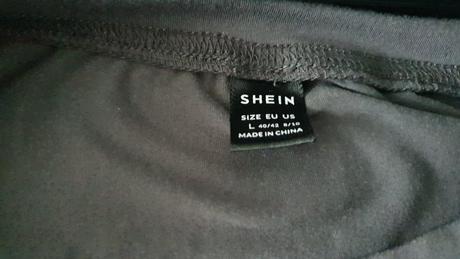 SHEIN
SIZE EU US
L 40/42 8/10
MADE IN CHINA